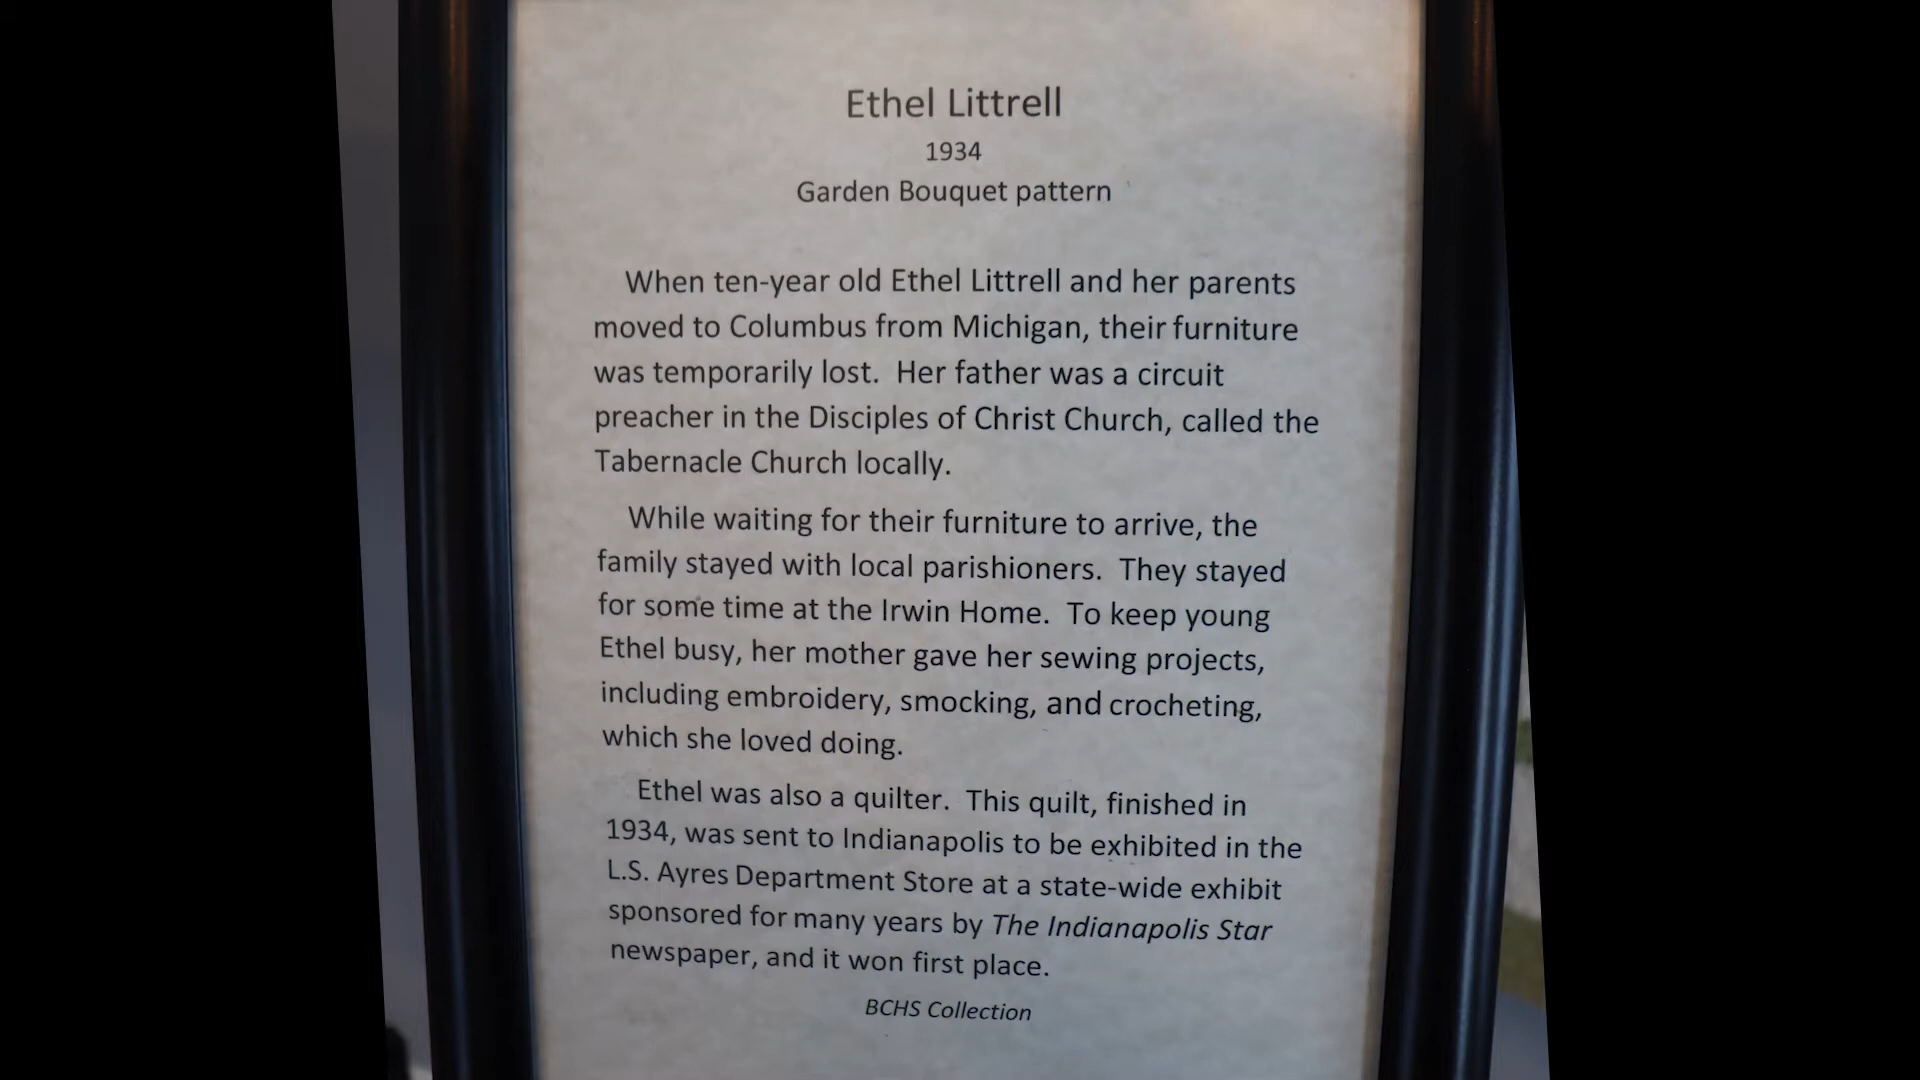 Ethel Littrell
1934
Garden Bouquet pattern
When ten-year old Ethel Littrell and her parents
moved to Columbus from Michigan, their furniture
was temporarily lost.  Her father was a circuit
preacher in the Disciples of Christ Church, called the
Tabernacle Church locally.
While waiting for their furniture to arrive, the
family stayed with local parishioners.  They stayed
for some time at the Irwin Home.  To keep young
Ethel busy, her mother gave her sewing projects,
including embroidery, smocking, and crocheting,
which she loved doing.
Ethel was also a quilter.  This quilt, finished in
1934, was sent to Indianapolis to be exhibited in the
L.S. Ayres Department Store at a state-wide exhibit
sponsored for many years by The Indianapolis Star
newspaper, and it won first place.
BCHS Collection